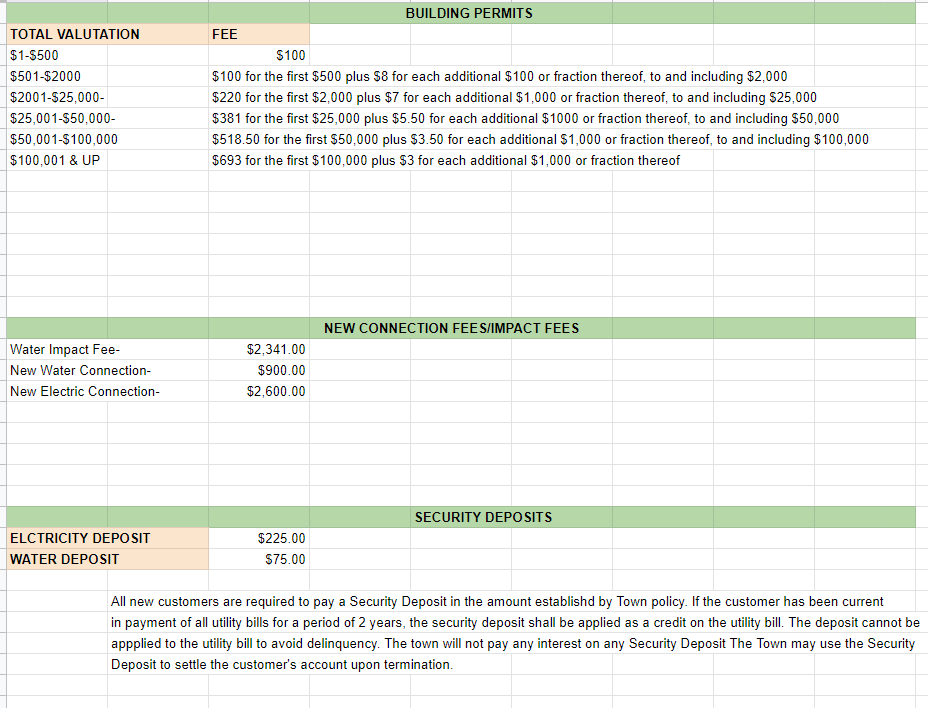 BUILDING PERMITS
TOTAL VALUTATION FEE
$1-$500 $100
$501-$2000 $100 for the first $500 plus $8 for each additional $100 or fraction thereof, to and including $2,000
$2001-$25,000- $220 for the first $2,000 plus $7 for each additional $1,000 or fraction thereof, to and including $25,000
$25,001-$50,000- $381 for the first $25,000 plus $5.50 for each additional $1000 or fraction thereof, to and including $50,000
$50,001-$100,000 $518.50 for the first $50,000 plus $3.50 for each additional $1,000 or fraction thereof, to and including $100,000
$100,001 & UP $693 for the first $100,000 plus $3 for each additional $1,000 or fraction thereof
NEW CONNECTION FEES/IMPACT FEES
Water Impact Fee- $2,341.00
New Water Connection- $900.00
New Electric Connection- $2,600.00
SECURITY DEPOSITS
ELCTRICITY DEPOSIT $225.00
WATER DEPOSIT $75.00
All new customers are required to pay a Security Deposit in the amount establishd by Town policy. If the customer has been current
in payment of all utility bills for a period of 2 years, the security deposit shall be applied as a credit on the utility bill. The deposit cannot be
appplied to the utility bill to avoid delinquency. The town will not pay any interest on any Security Deposit The Town may use the Security
Deposit to settle the customer's account upon termination.